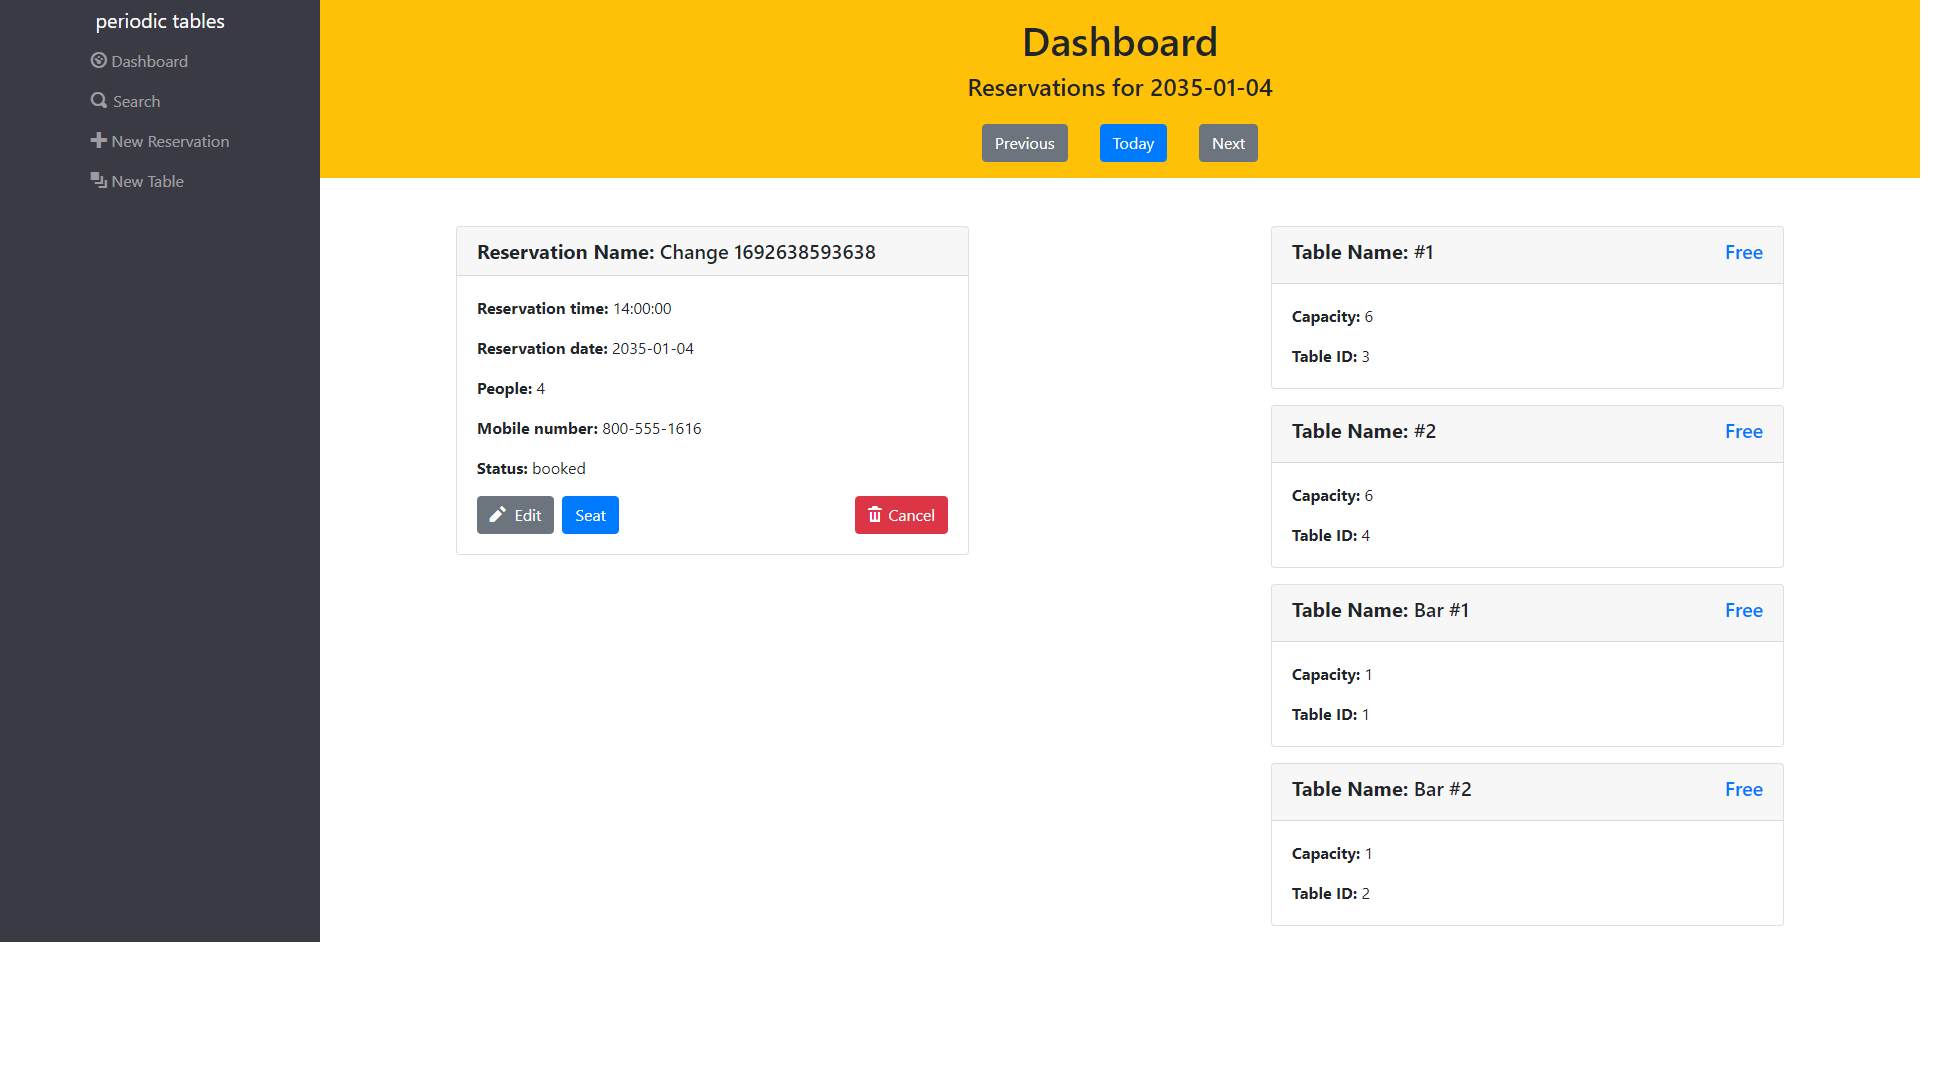 periodic tables
Dashboard
Search
New Reservation
New Table
Dashboard
Reservations for 2035-01-04
Previous
Today
Next
Reservation Name: Change 1692638593638
Reservation time: 14:00:00
Reservation date: 2035-01-04
People: 4
Mobile number: 800-555-1616
Status: booked
Edit
Seat
Cancel
Table Name: #1
Free
Capacity: 6
Table ID: 3
Table Name: #2
Free
Capacity: 6
Table ID: 4
Table Name: Bar #1
Free
Capacity: 1
Table ID: 1
Table Name: Bar #2
Free
Capacity: 1
Table ID: 2